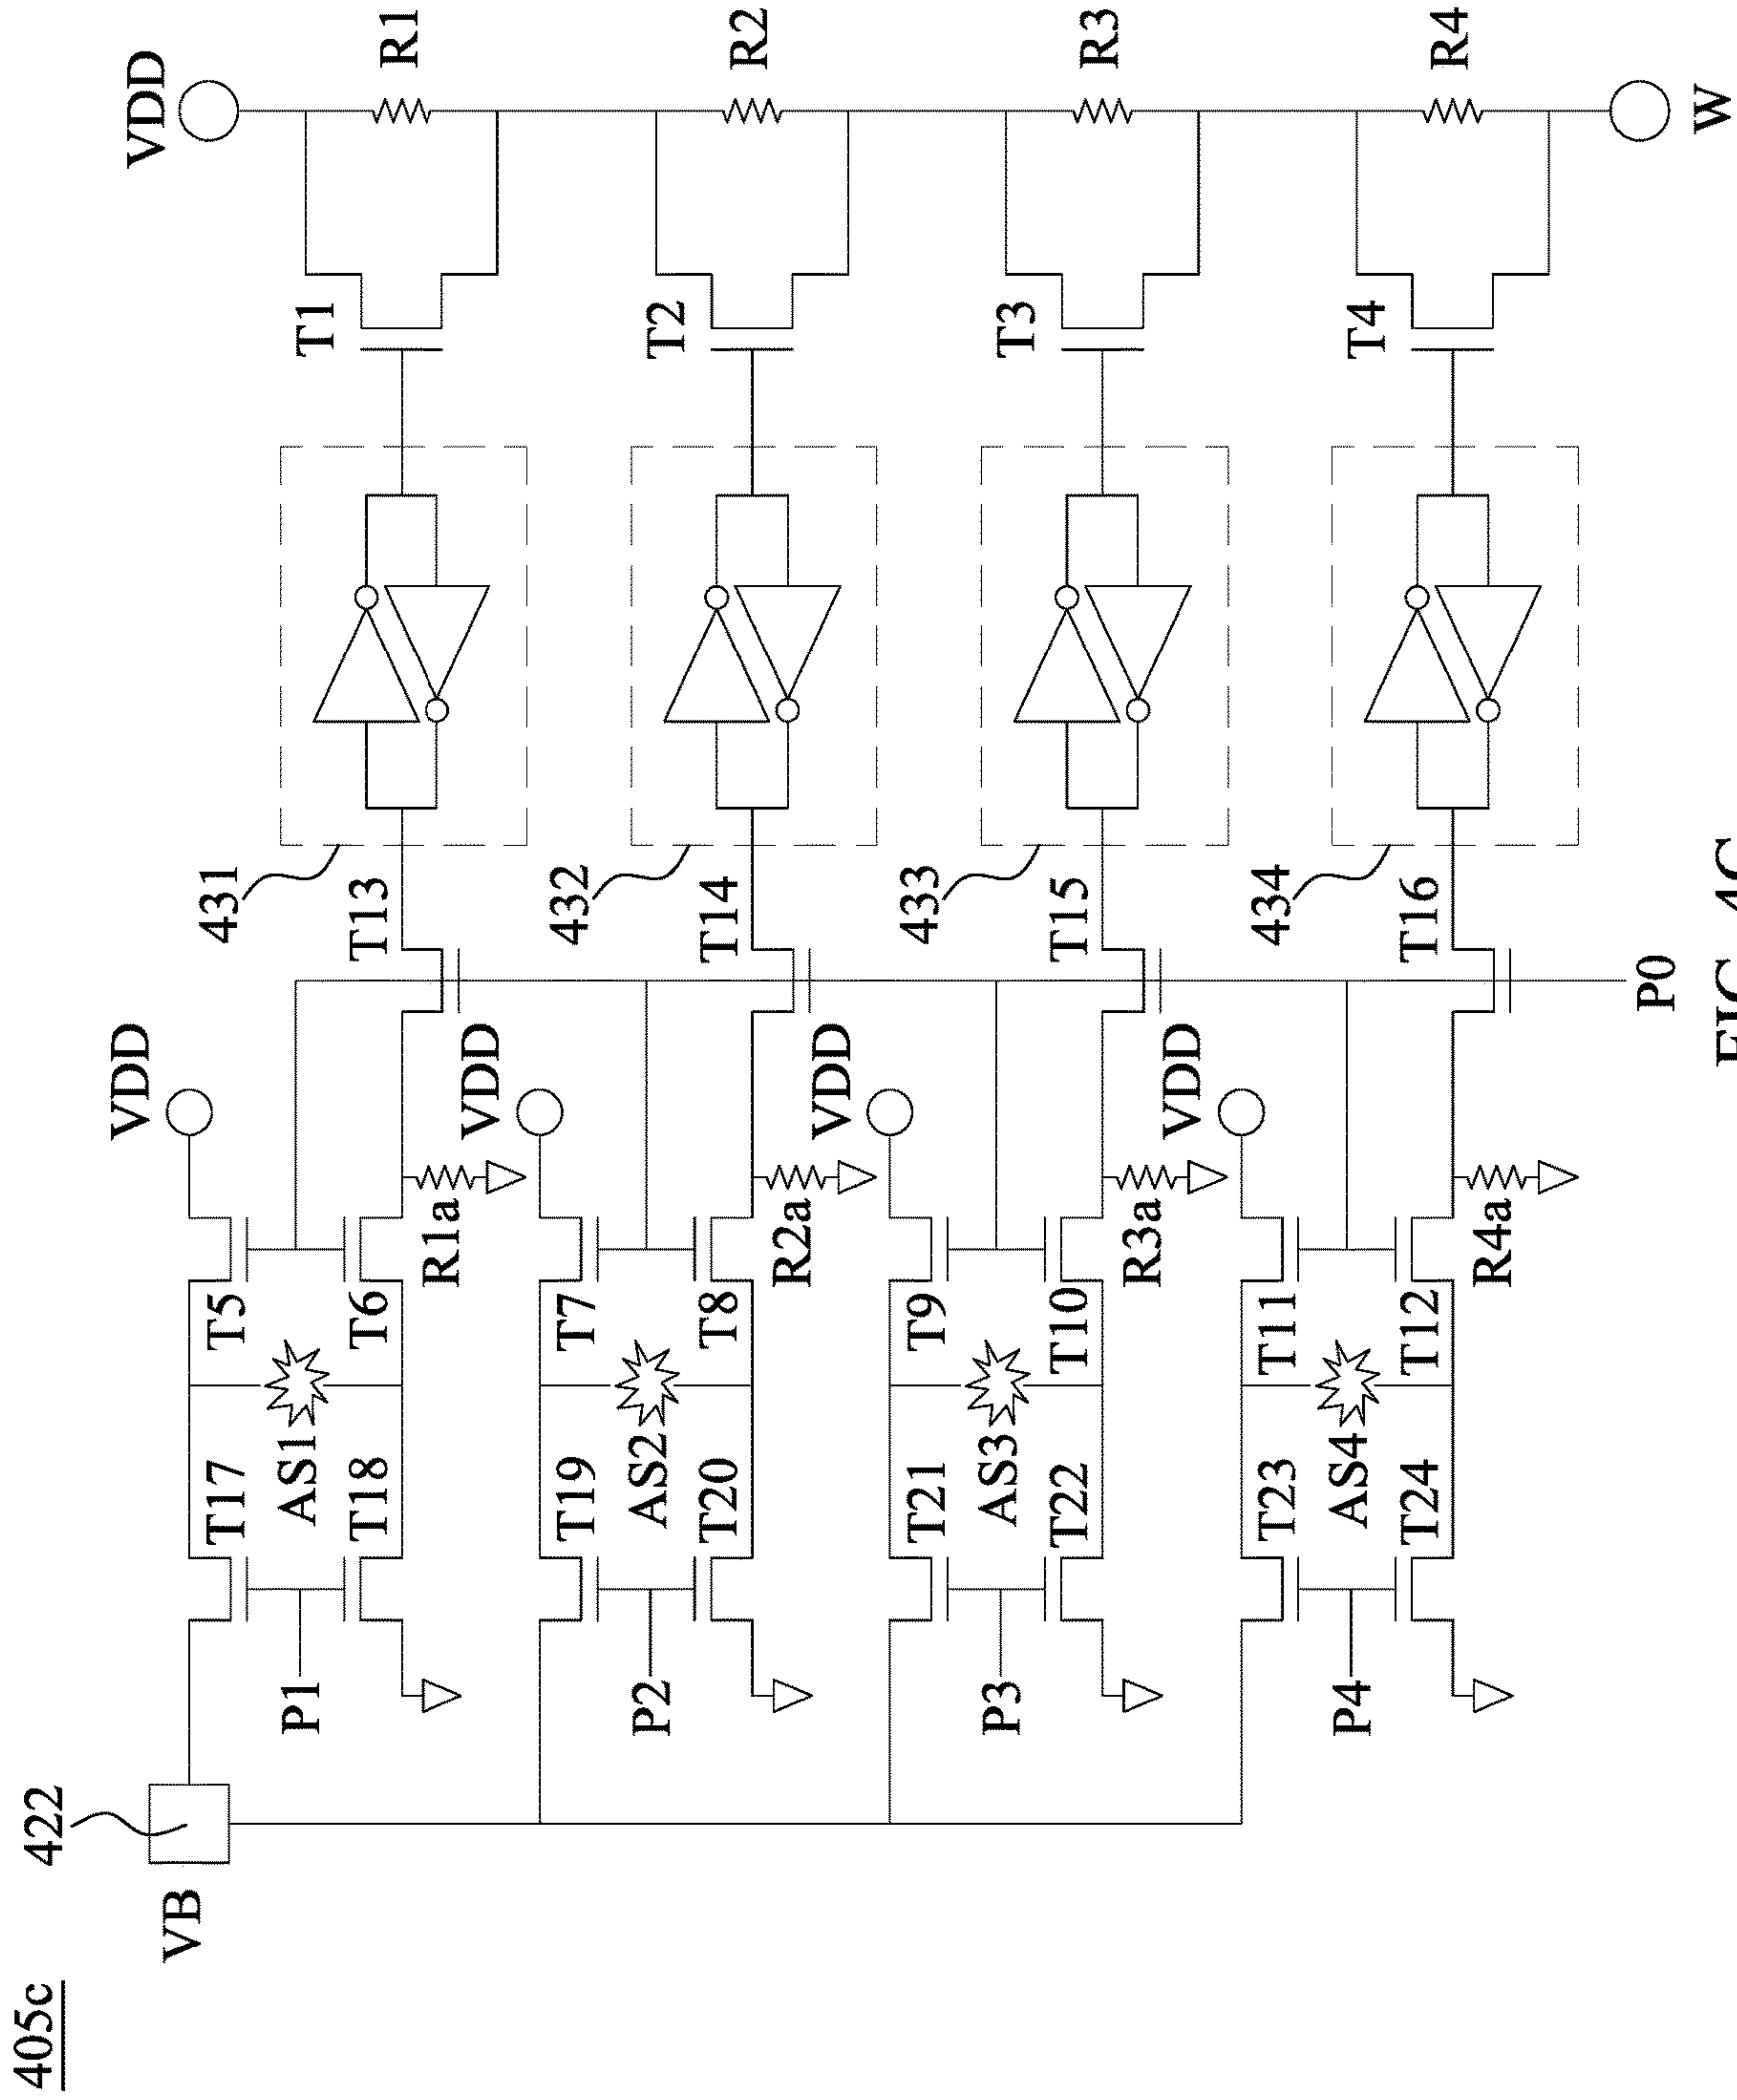 405c
422
VB
VDD
VDD
T17
T5
431
P1
AS1
T1
T18
T6
T13
R1
R1a
VDD
T19
T7
432
P2
AS2
T2
T20
T8
T14
R2
R2a
VDD
T21
T9
433
P3
AS3
T3
T22
T10
T15
R3
R3a
VDD
T23
T11
434
P4
AS4
T4
T24
T12
T16
R4
R4a
P0
W
FIG. 4C